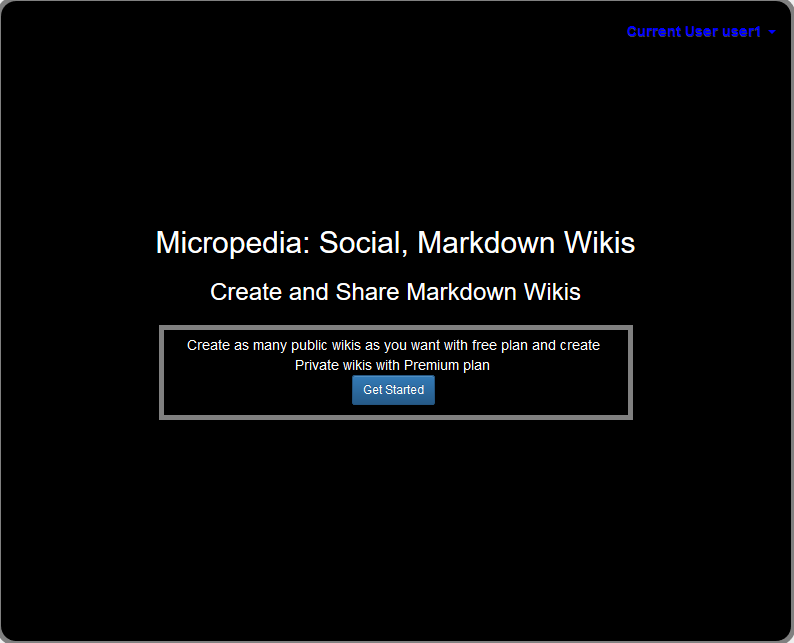 Current User user1
Micropedia: Social, Markdown Wikis
Create and Share Markdown Wikis
Create as many public wikis as you want with free plan and create
Private wikis with Premium plan
Get Started